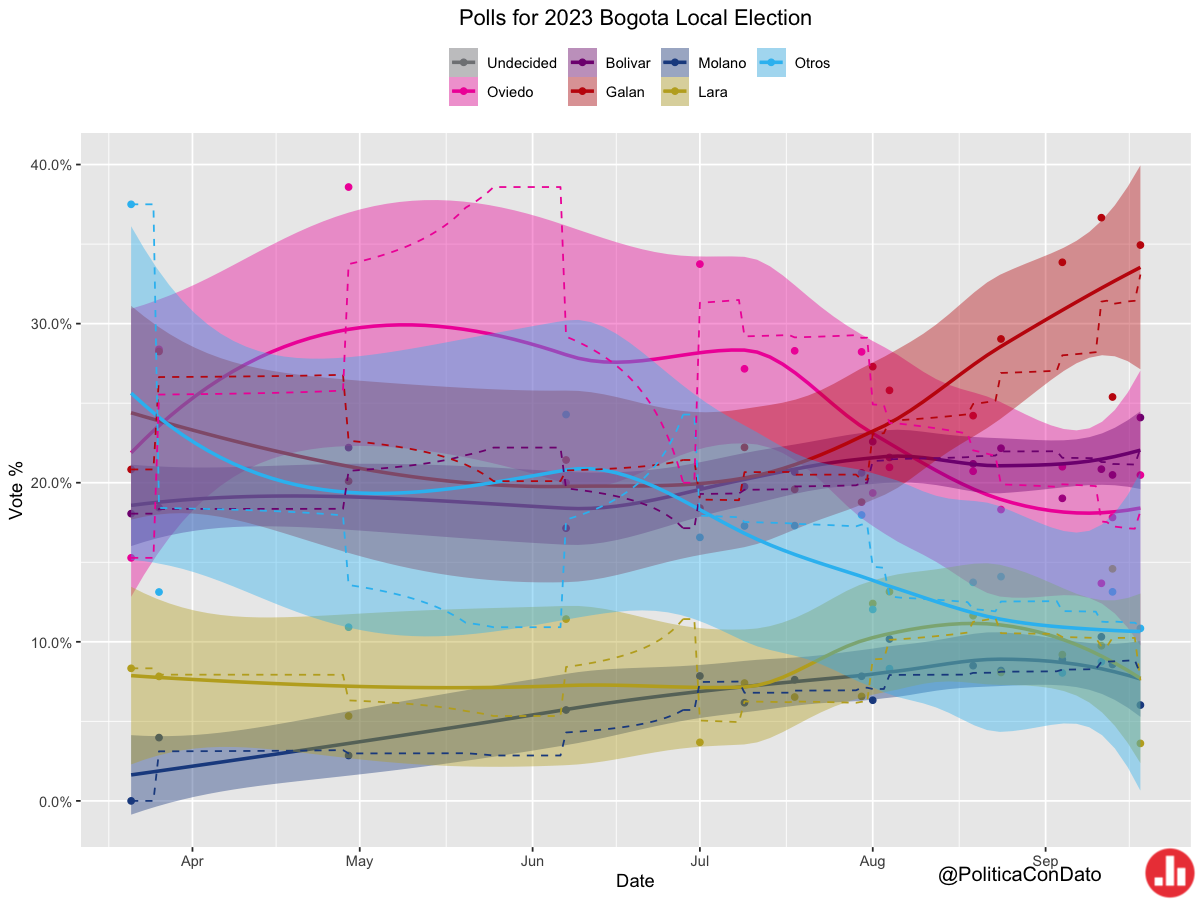 Polls for 2023 Bogota Local Election
Undecided Bolivar Molano Otros
Oviedo Galan Lara
40.0%
30.0%
20.0%
10.0%
0.0%
Vote %
Apr May Jun Jul Aug Sep
Date
@PoliticaConDato